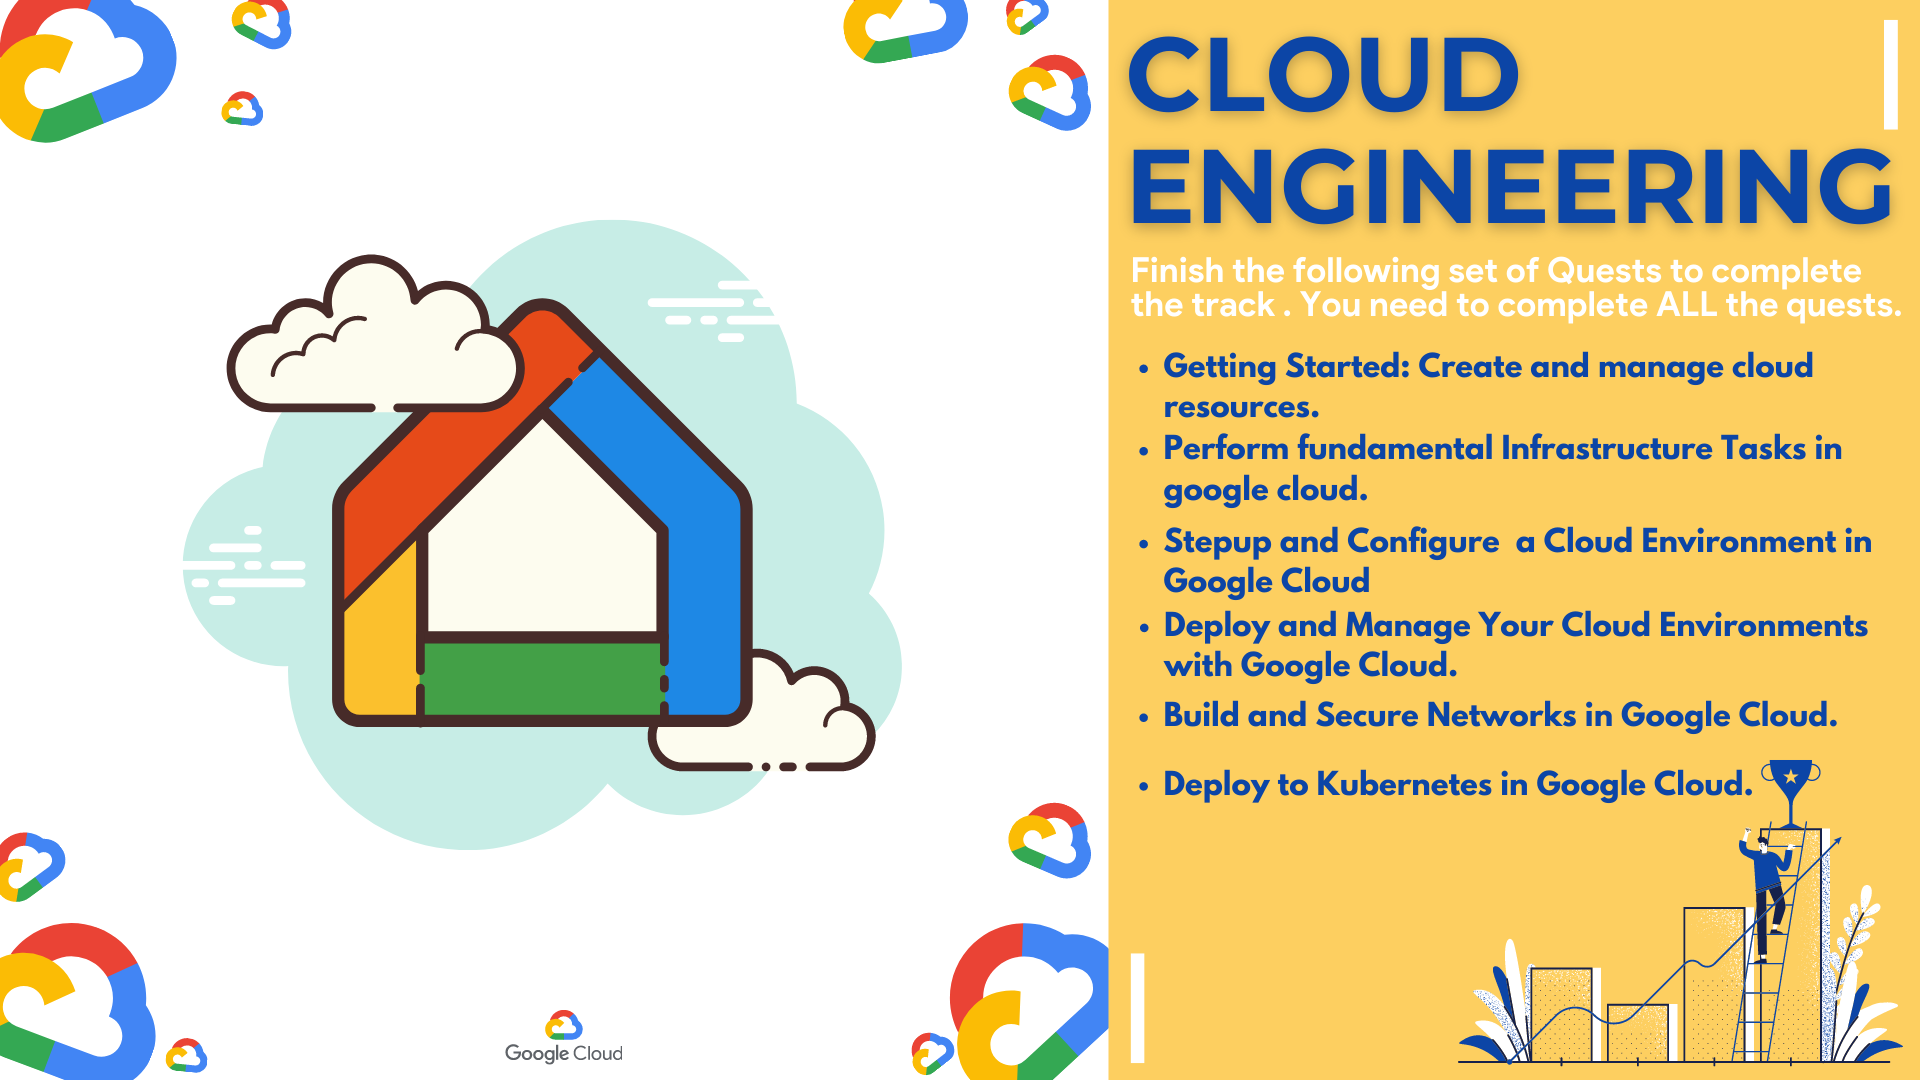 CLOUD
ENGINEERING
Finish the following set of Quests to complete
the track . You need to complete ALL the quests.
• Getting Started: Create and manage cloud
resources.
• Perform fundamental Infrastructure Tasks in
google cloud.
• Stepup and Configure  a Cloud Environment in
Google Cloud
• Deploy and Manage Your Cloud Environments
with Google Cloud.
• Build and Secure Networks in Google Cloud.
• Deploy to Kubernetes in Google Cloud.
Google Cloud